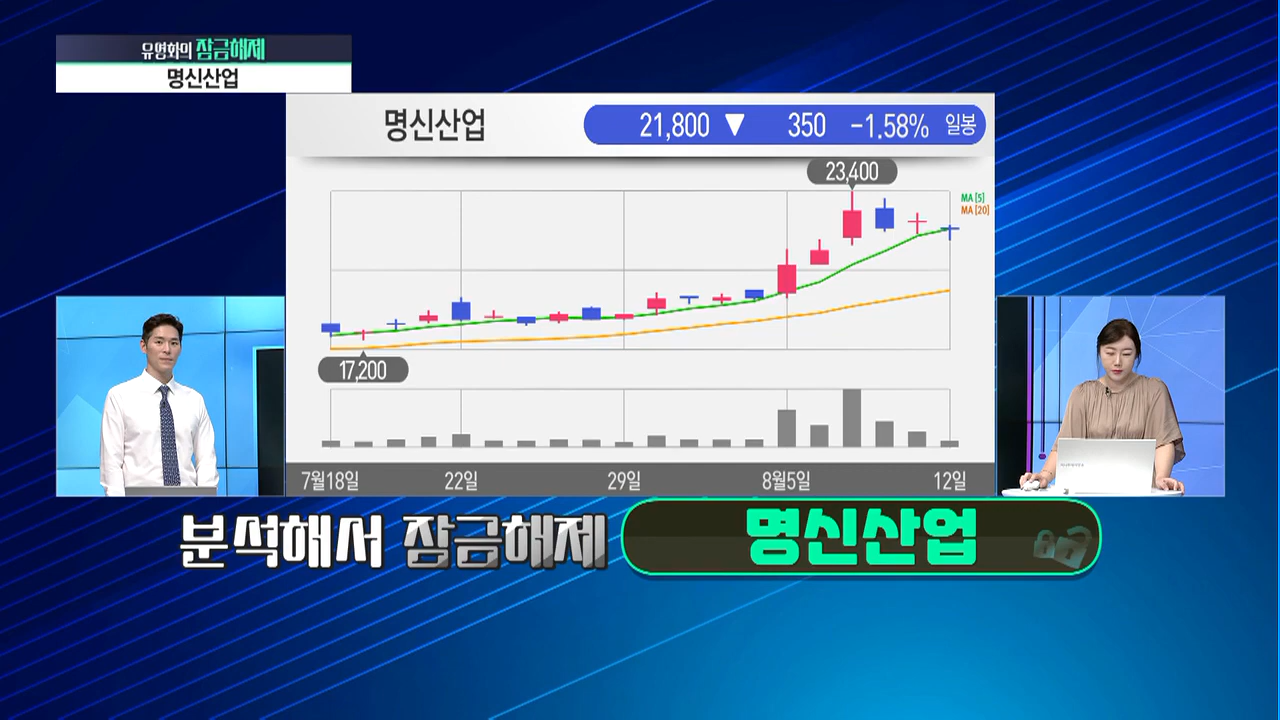 유명화의 잠금해제
명신산업
명신산업
21,800 ▼ 350 -1.58% 일봉
23,400
MA [5]
MA [20]
17,200
7월18일 22일 29일 8월5일 12일
분석해서 잠금해제 명신산업